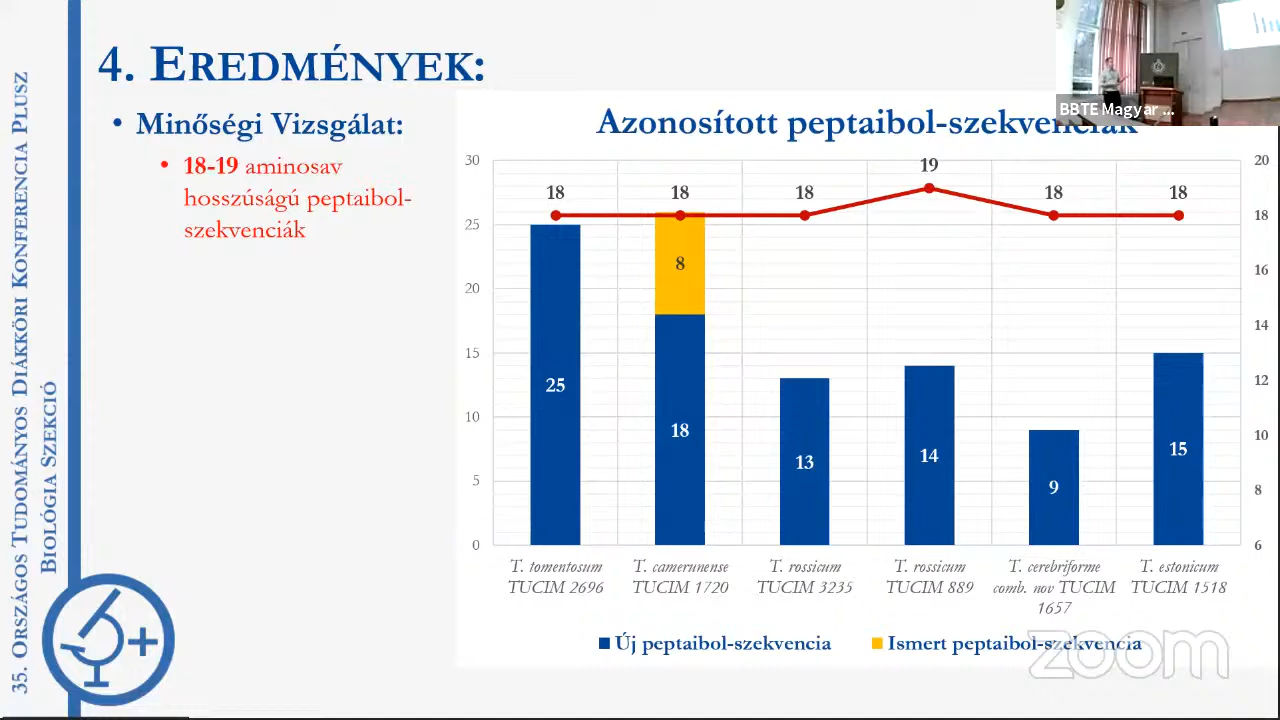 4. EREDMÉNYEK:
• Minőségi Vizsgálat:
• 18-19 aminosav
hosszúságú peptaibol-
szekvenciák
35. ORSZÁGOS TUDOMÁNYOS DIÁKKÖRI KONFERENCIA PLUSZ
BIOLÓGIA SZEKCIÓ
BBTE Magyar ...
Azonosított peptaibol-szekvenciák
30
25
20
15
10
5
0
20
18
16
14
12
10
8
6
18
18
18
19
18
18
25
8
18
13
14
9
15
T. tomentosum
TUCIM 2696
T. camerunense
TUCIM 1720
T. rossicum
TUCIM 3235
T. rossicum
TUCIM 889
T. cerebriforme
comb. nov TUCIM
1657
T. estonicum
TUCIM 1518
Új peptaibol-szekvencia
Ismert peptaibol-szekvencia
zoom